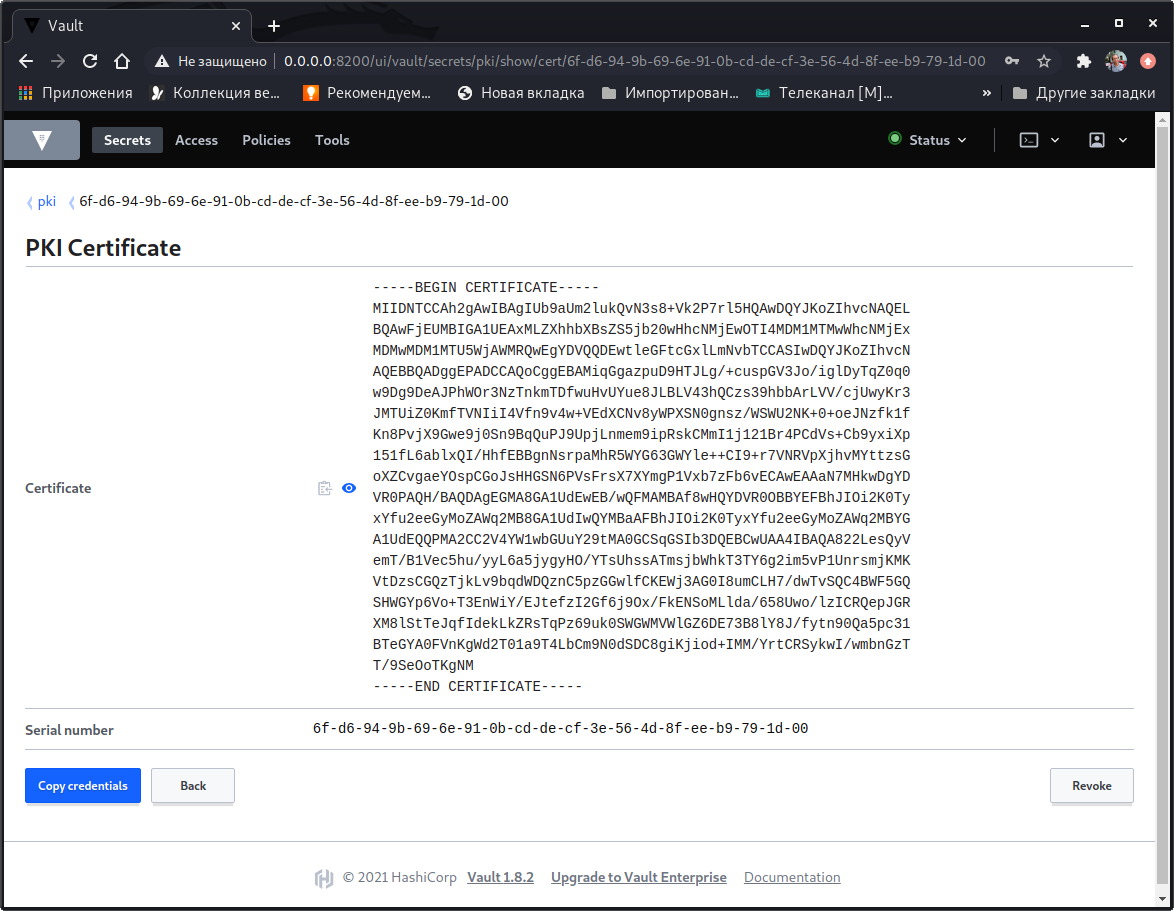 Vault
Не защищено
0.0.0.0:8200/ui/vault/secrets/pki/show/cert/6f-d6-94-9b-69-6e-91-0b-cd-de-cf-3e-56-4d-8f-ee-b9-79-1d-00
Приложения
Коллекция ве...
Рекомендуем...
Новая вкладка
Импортирован...
Телеканал [M]...
»
Другие закладки
Secrets
Access
Policies
Tools
Status
pki
6f-d6-94-9b-69-6e-91-0b-cd-de-cf-3e-56-4d-8f-ee-b9-79-1d-00
PKI Certificate
Certificate
-----BEGIN CERTIFICATE-----
MIIDNTCCAh2gAwIBAgIUb9aUm2lukQvN3s8+Vk2P7rl5HQAwDQYJKoZIhvcNAQEL
BQAwFjEUMBIGA1UEAxMLZXhhbXBsZS5jb20wHhcNMjEwOTI4MDM1MTMwWhcNMjEx
MDMwMDM1MTU5WjAWMRQwEgYDVQQDEwtleGFtcGxlLmNvbTCCASIwDQYJKoZIhvcN
AQEBBQADggEPADCCAQoCggEBAMiqGgazpuD9HTJLg/+cuspGV3Jo/iglDyTqZ0q0
w9Dg9DeAJPhWOr3NzTnkmTDfwuHvUYue8JLBLV43hQCzs39hbbArLVV/cjUwyKr3
JMTUiZ0KmfTVNIiI4Vfn9v4w+VEdXCNv8yWPXSN0gnsz/WSWU2NK+0+oeJNzfk1f
Kn8PvjX9Gwe9j0Sn9BqQuPJ9UpjLnmem9ipRskCMmI1j121Br4PCdVs+Cb9yxiXp
151fL6ablxQI/HhfEBBgnNsrpaMhR5WYG63GWYle++CI9+r7VNRVpXjhvMYttzsG
oXZCvgaeYOspCGoJsHHGSN6PVsFrsX7XYmgP1Vxb7zFb6vECAwEAAaN7MHkwDgYD
VR0PAQH/BAQDAgEGMA8GA1UdEwEB/wQFMAMBAf8wHQYDVR0OBBYEFBhJIOi2K0Ty
xYfu2eeGyMoZAWq2MB8GA1UdIwQYMBaAFBhJIOi2K0TyxYfu2eeGyMoZAWq2MBYG
A1UdEQQPMA2CC2V4YW1wbGUuY29tMA0GCSqGSIb3DQEBCwUAA4IBAQA822LesQyV
emT/B1Vec5hu/yyL6a5jygyHO/YTsUhssATmsjbWhkT3TY6g2im5vP1UnrsmjKMK
VtDzsCGQzTjkLv9bqdWDQznC5pzGGwlfCKEWj3AG0I8umCLH7/dwTvSQC4BWF5GQ
SHWGYp6Vo+T3EnWiY/EJtefzI2Gf6j9Ox/FkENSoMLlda/658Uwo/lzICRQepJGR
XM8lStTeJqfIdekLkZRsTqPz69uk0SWGWMVWlGZ6DE73B8lY8J/fytn90Qa5pc31
BTeGYA0FVnKgWd2T01a9T4LbCm9N0dSDC8giKjiod+IMM/YrtCRSykwI/wmbnGzT
T/9SeOoTKgNM
-----END CERTIFICATE-----
Serial number
6f-d6-94-9b-69-6e-91-0b-cd-de-cf-3e-56-4d-8f-ee-b9-79-1d-00
Copy credentials
Back
Revoke
© 2021 HashiCorp
Vault 1.8.2
Upgrade to Vault Enterprise
Documentation